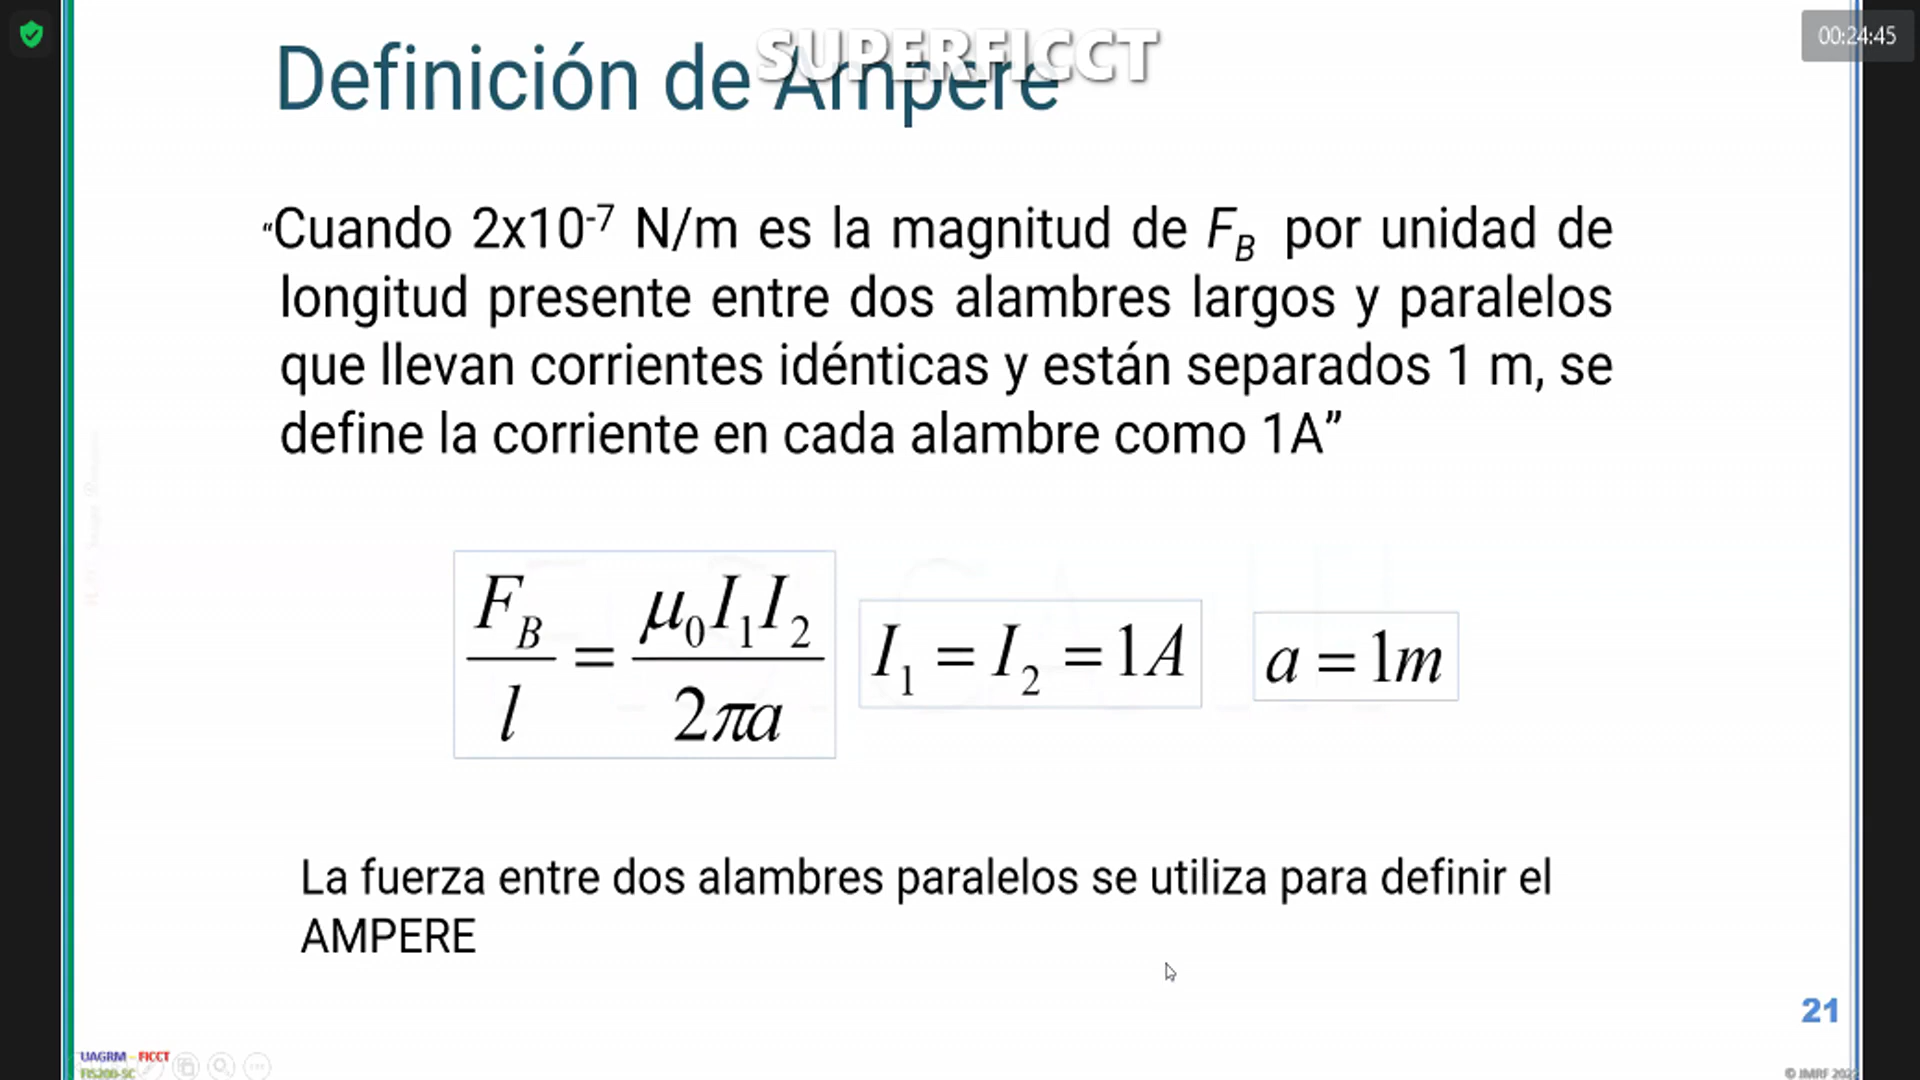 SUPERFICCT
00:24:45
Definición de Ampere
“Cuando 2x10⁻⁷ N/m es la magnitud de F_B por unidad de
longitud presente entre dos alambres largos y paralelos
que llevan corrientes idénticas y están separados 1 m, se
define la corriente en cada alambre como 1A”
F_B / l = μ₀I₁I₂ / 2πa
I₁ = I₂ = 1A
a = 1m
La fuerza entre dos alambres paralelos se utiliza para definir el
AMPERE
21
UAGRM - FICCT
FIS200-SC
© JMRF 2022